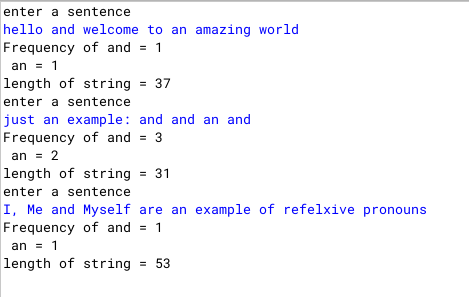 enter a sentence
hello and welcome to an amazing world
Frequency of and = 1
an = 1
length of string = 37
enter a sentence
just an example: and and an and
Frequency of and = 3
an = 2
length of string = 31
enter a sentence
I, Me and Myself are an example of refelxive pronouns
Frequency of and = 1
an = 1
length of string = 53